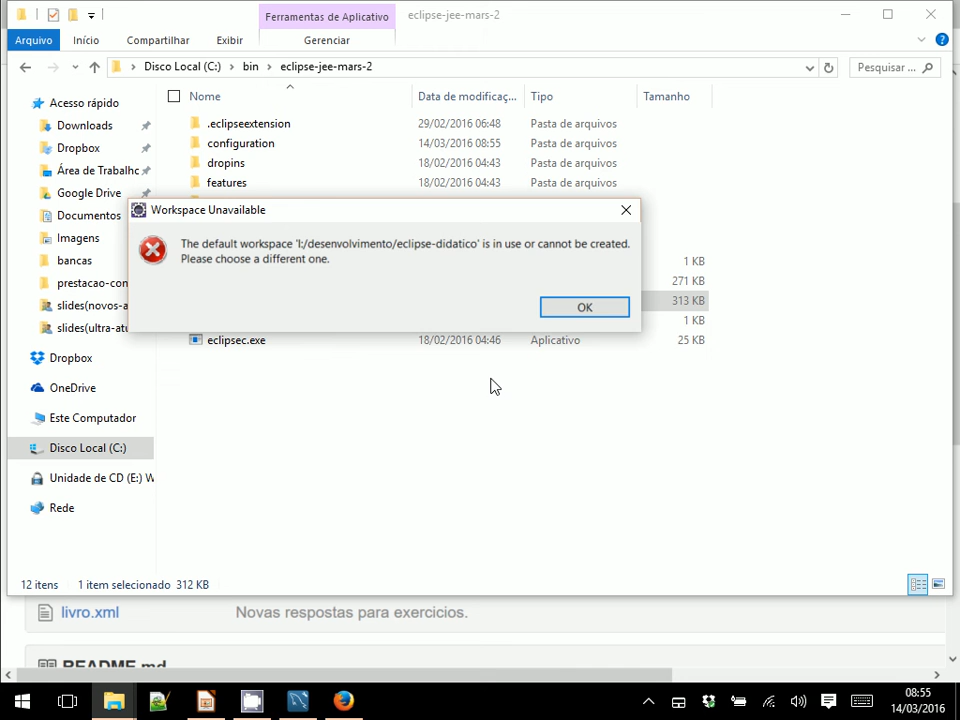 Ferramentas de Aplicativo
eclipse-jee-mars-2
Arquivo
Início
Compartilhar
Exibir
Gerenciar
Disco Local (C:) > bin > eclipse-jee-mars-2
Pesquisar ...
Acesso rápido
Downloads
Dropbox
Área de Trabalhc
Google Drive
Documentos
Imagens
bancas
prestacao-con
slides(novos-a
slides(ultra-atu
Dropbox
OneDrive
Este Computador
Disco Local (C:)
Unidade de CD (E:) W
Rede
Nome
Data de modificaç...
Tipo
Tamanho
.eclipseextension 29/02/2016 06:48 Pasta de arquivos
configuration 14/03/2016 08:55 Pasta de arquivos
dropins 18/02/2016 04:43 Pasta de arquivos
features 18/02/2016 04:43 Pasta de arquivos
1 KB
271 KB
313 KB
1 KB
eclipsec.exe 18/02/2016 04:46 Aplicativo 25 KB
Workspace Unavailable
The default workspace 'I:/desenvolvimento/eclipse-didatico' is in use or cannot be created.
Please choose a different one.
OK
12 itens
1 item selecionado 312 KB
livro.xml
Novas respostas para exercicios.
README.md
08:55
14/03/2016